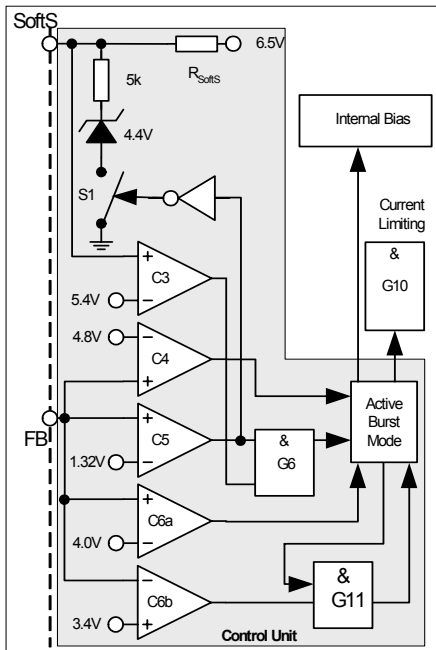 SoftS
6.5V
5k
RSoftS
4.4V
Internal Bias
S1
Current
Limiting
&
G10
C3
5.4V
4.8V
C4
FB
C5
1.32V
&
G6
Active
Burst
Mode
C6a
4.0V
C6b
3.4V
&
G11
Control Unit